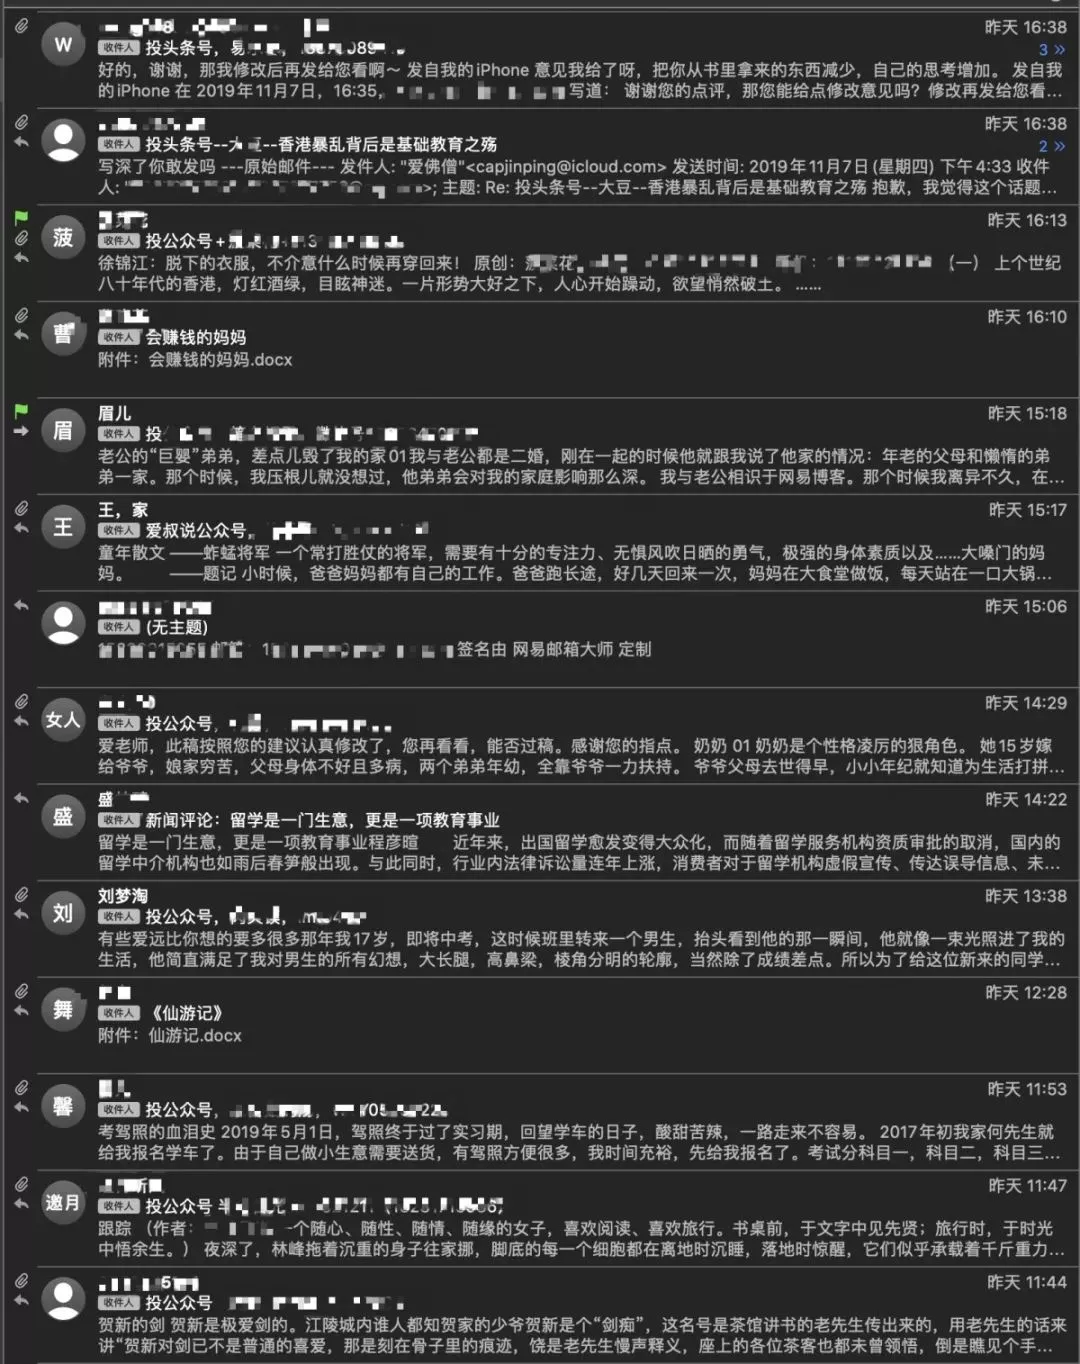 昨天 16:38
W
收件人 投头条号，易
3 »
好的，谢谢，那我修改后再发给您看啊～ 发自我的iPhone 意见我给了呀，把你从书里拿来的东西减少，自己的思考增加。 发自我
的iPhone 在 2019年11月7日，16:35， 写道： 谢谢您的点评，那您能给点修改意见吗？修改再发给您看...
昨天 16:38
收件人 投头条号--大豆--香港暴乱背后是基础教育之殇
2 »
写深了你敢发吗 ---原始邮件--- 发件人: "爱佛僧"<capjinping@icloud.com> 发送时间: 2019年11月7日(星期四) 下午4:33 收件
人: >; 主题: Re: 投头条号--大豆--香港暴乱背后是基础教育之殇 抱歉，我觉得这个话题...
昨天 16:13
菠
收件人 投公众号+
徐锦江：脱下的衣服，不介意什么时候再穿回来！ 原创： （一） 上个世纪
八十年代的香港，灯红酒绿，目眩神迷。一片形势大好之下，人心开始躁动，欲望悄然破土。 ......
昨天 16:10
曹
收件人 会赚钱的妈妈
附件：会赚钱的妈妈.docx
眉儿
昨天 15:18
眉
收件人 投
老公的“巨婴”弟弟，差点儿毁了我的家 01我与老公都是二婚，刚在一起的时候他就跟我说了他家的情况：年老的父母和懒惰的弟
弟一家。那个时候，我压根儿就没想过，他弟弟会对我的家庭影响那么深。 我与老公相识于网易博客。那个时候我离异不久，在...
王，家
昨天 15:17
王
收件人 爱叔说公众号，
童年散文 ——蚱蜢将军 一个常打胜仗的将军，需要有十分的专注力、无惧风吹日晒的勇气，极强的身体素质以及......大嗓门的妈
妈。 ——题记 小时候，爸爸妈妈都有自己的工作。爸爸跑长途，好几天回来一次，妈妈在大食堂做饭，每天站在一口大锅...
昨天 15:06
收件人 (无主题)
签名由 网易邮箱大师 定制
昨天 14:29
女人
收件人 投公众号，
爱老师，此稿按照您的建议认真修改了，您再看看，能否过稿。感谢您的指点。 奶奶 01 奶奶是个性格凌厉的狠角色。 她15岁嫁
给爷爷，娘家穷苦，父母身体不好且多病，两个弟弟年幼，全靠爷爷一力扶持。 爷爷父母去世得早，小小年纪就知道为生活打拼...
盛
昨天 14:22
盛
收件人 新闻评论：留学是一门生意，更是一项教育事业
留学是一门生意，更是一项教育事业程彦暄 近年来，出国留学愈发变得大众化，而随着留学服务机构资质审批的取消，国内的
留学中介机构也如雨后春笋般出现。与此同时，行业内法律诉讼量连年上涨，消费者对于留学机构虚假宣传、传达误导信息、未...
刘梦淘
昨天 13:38
刘
收件人 投公众号，
有些爱远比你想的要多很多那年我17岁，即将中考，这时候班里转来一个男生，抬头看到他的那一瞬间，他就像一束光照进了我的
生活，他简直满足了我对男生的所有幻想，大长腿，高鼻梁，棱角分明的轮廓，当然除了成绩差点。所以为了给这位新来的同学...
昨天 12:28
舞
收件人 《仙游记》
附件：仙游记.docx
昨天 11:53
馨
收件人 投公众号，
考驾照的血泪史 2019年5月1日，驾照终于过了实习期，回望学车的日子，酸甜苦辣，一路走来不容易。 2017年初我家何先生就
给我报名学车了。由于自己做小生意需要送货，有驾照方便很多，我时间充裕，先给我报名了。考试分科目一，科目二，科目三...
昨天 11:47
邀月
收件人 投公众号
跟踪 （作者： 一个随心、随性、随情、随缘的女子，喜欢阅读、喜欢旅行。书桌前，于文字中见先贤；旅行时，于时光
中悟余生。） 夜深了，林峰拖着沉重的身子往家挪，脚底的每一个细胞都在离地时沉睡，落地时惊醒，它们似乎承载着千斤重力...
昨天 11:44
收件人 投公众号
贺新的剑 贺新是极爱剑的。江陵城内谁人都知贺家的少爷贺新是个“剑痴”，这名号是茶馆讲书的老先生传出来的，用老先生的话来
讲“贺新对剑已不是普通的喜爱，那是刻在骨子里的痕迹，饶是老先生慢声释义，座上的各位茶客也都未曾领悟，倒是瞧见个手...